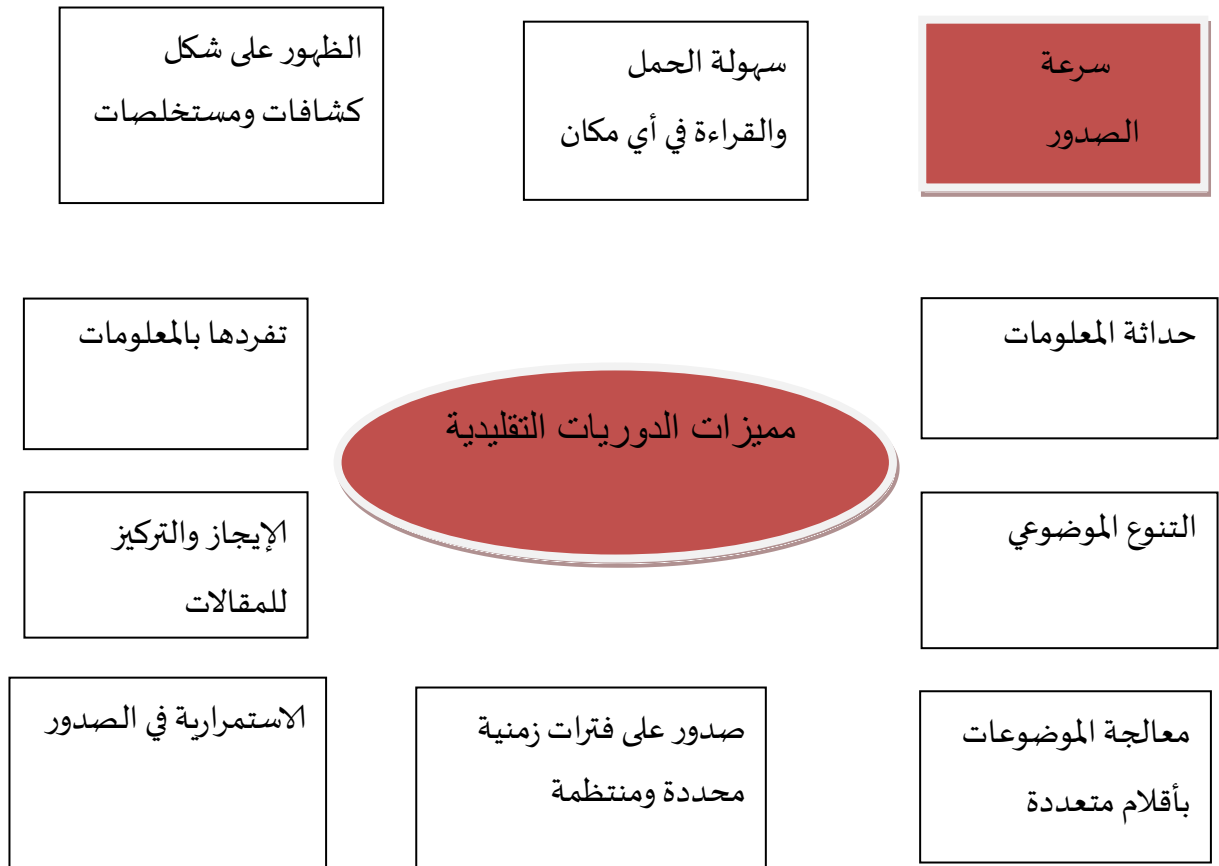 سرعة
الصدور
سهولة الحمل
والقراءة في أي مكان
الظهور على شكل
كشافات ومستخلصات
حداثة المعلومات
تفردها بالمعلومات
مميزات الدوريات التقليدية
التنوع الموضوعي
الإيجاز والتركيز
للمقالات
معالجة الموضوعات
بأقلام متعددة
صدور على فترات زمنية
محددة ومنتظمة
الاستمرارية في الصدور